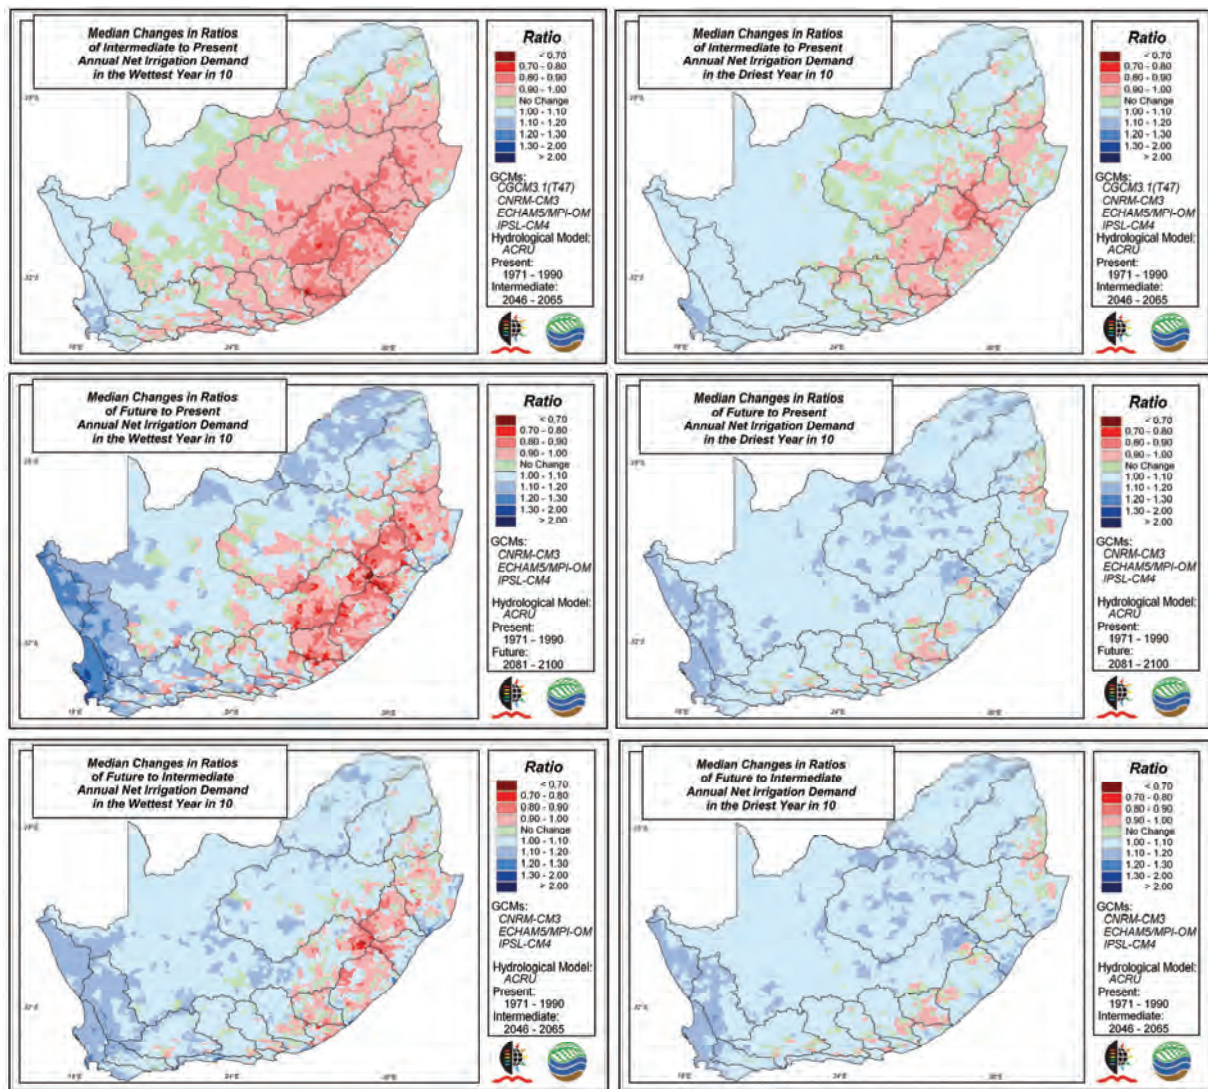 Median Changes in Ratios
of Intermediate to Present
Annual Net Irrigation Demand
in the Wettest Year in 10
Ratio
< 0.70
0.70 - 0.80
0.80 - 0.90
0.90 - 1.00
No Change
1.00 - 1.10
1.10 - 1.20
1.20 - 1.30
1.30 - 2.00
> 2.00
GCMs:
CGCM3.1(T47)
CNRM-CM3
ECHAM5/MPI-OM
IPSL-CM4
Hydrological Model:
ACRU
Present:
1971 - 1990
Intermediate:
2046 - 2065
Median Changes in Ratios
of Intermediate to Present
Annual Net Irrigation Demand
in the Driest Year in 10
Ratio
< 0.70
0.70 - 0.80
0.80 - 0.90
0.90 - 1.00
No Change
1.00 - 1.10
1.10 - 1.20
1.20 - 1.30
1.30 - 2.00
> 2.00
GCMs:
CGCM3.1(T47)
CNRM-CM3
ECHAM5/MPI-OM
IPSL-CM4
Hydrological Model:
ACRU
Present:
1971 - 1990
Intermediate:
2046 - 2065
Median Changes in Ratios
of Future to Present
Annual Net Irrigation Demand
in the Wettest Year in 10
Ratio
< 0.70
0.70 - 0.80
0.80 - 0.90
0.90 - 1.00
No Change
1.00 - 1.10
1.10 - 1.20
1.20 - 1.30
1.30 - 2.00
> 2.00
GCMs:
CNRM-CM3
ECHAM5/MPI-OM
IPSL-CM4
Hydrological Model:
ACRU
Present:
1971 - 1990
Future:
2081 - 2100
Median Changes in Ratios
of Future to Present
Annual Net Irrigation Demand
in the Driest Year in 10
Ratio
< 0.70
0.70 - 0.80
0.80 - 0.90
0.90 - 1.00
No Change
1.00 - 1.10
1.10 - 1.20
1.20 - 1.30
1.30 - 2.00
> 2.00
GCMs:
CNRM-CM3
ECHAM5/MPI-OM
IPSL-CM4
Hydrological Model:
ACRU
Present:
1971 - 1990
Future:
2081 - 2100
Median Changes in Ratios
of Future to Intermediate
Annual Net Irrigation Demand
in the Wettest Year in 10
Ratio
< 0.70
0.70 - 0.80
0.80 - 0.90
0.90 - 1.00
No Change
1.00 - 1.10
1.10 - 1.20
1.20 - 1.30
1.30 - 2.00
> 2.00
GCMs:
CNRM-CM3
ECHAM5/MPI-OM
IPSL-CM4
Hydrological Model:
ACRU
Present:
1971 - 1990
Intermediate:
2046 - 2065
Median Changes in Ratios
of Future to Intermediate
Annual Net Irrigation Demand
in the Driest Year in 10
Ratio
< 0.70
0.70 - 0.80
0.80 - 0.90
0.90 - 1.00
No Change
1.00 - 1.10
1.10 - 1.20
1.20 - 1.30
1.30 - 2.00
> 2.00
GCMs:
CNRM-CM3
ECHAM5/MPI-OM
IPSL-CM4
Hydrological Model:
ACRU
Present:
1971 - 1990
Intermediate:
2046 - 2065